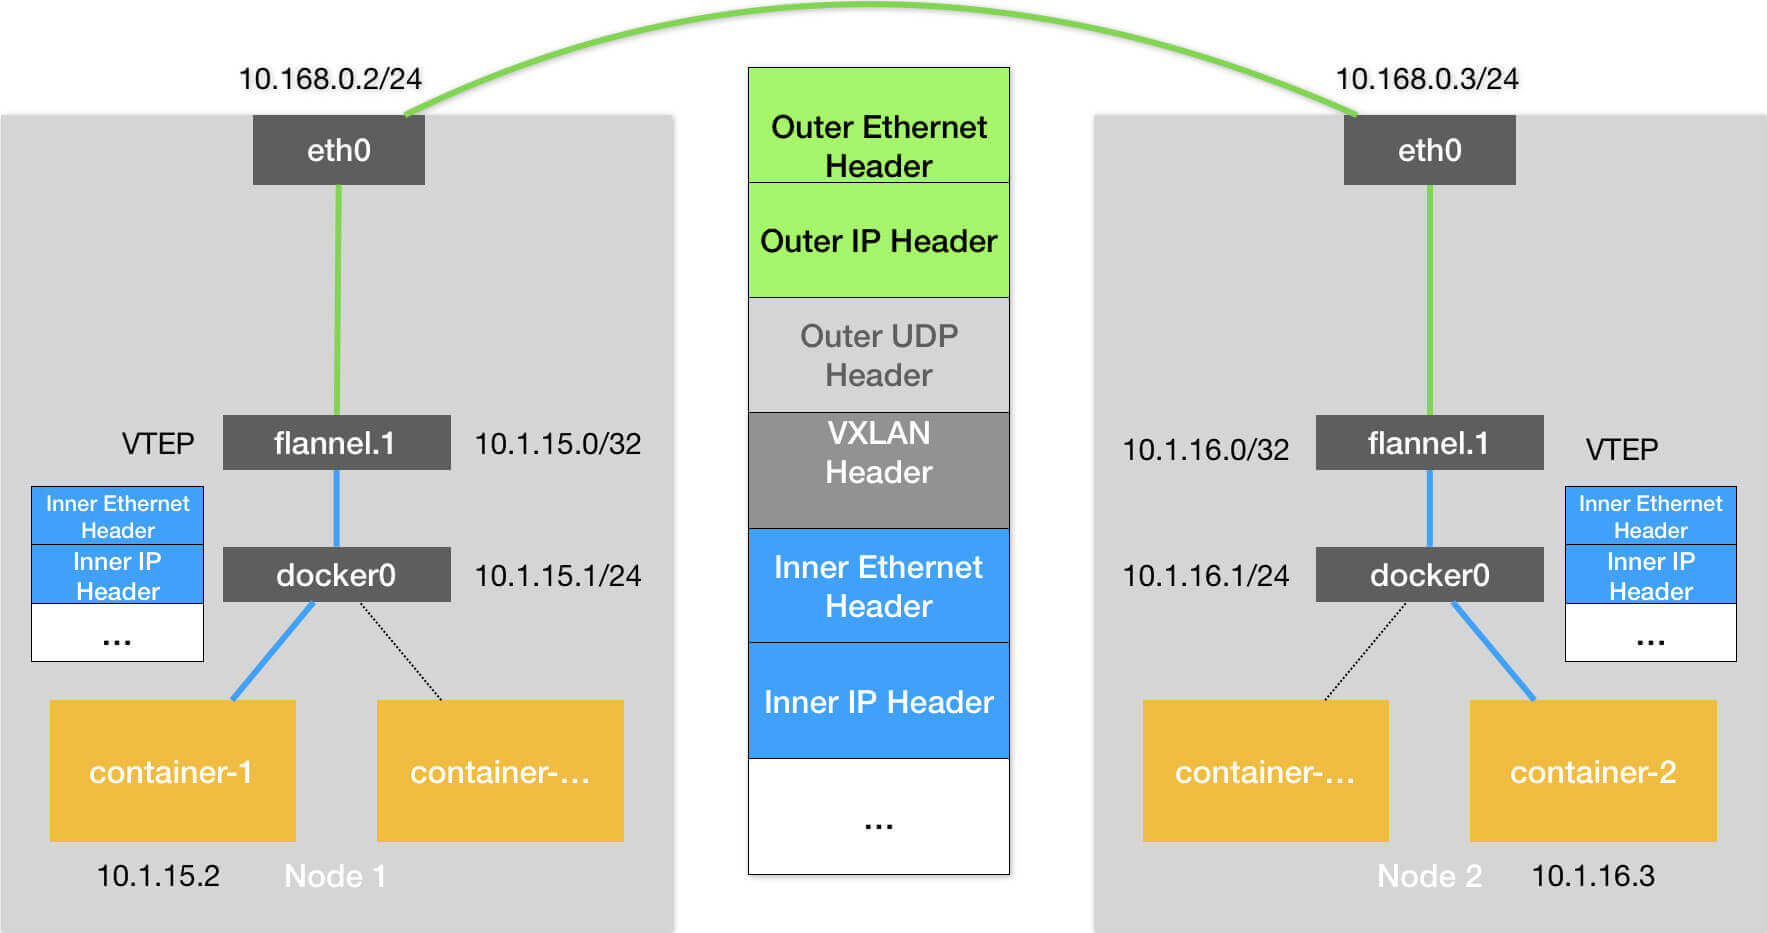 10.168.0.2/24
eth0
VTEP
flannel.1
10.1.15.0/32
Inner Ethernet
Header
Inner IP
Header
...
docker0
10.1.15.1/24
container-1
container-...
10.1.15.2
Node 1
Outer Ethernet
Header
Outer IP Header
Outer UDP
Header
VXLAN
Header
Inner Ethernet
Header
Inner IP Header
...
10.168.0.3/24
eth0
10.1.16.0/32
flannel.1
VTEP
10.1.16.1/24
docker0
Inner Ethernet
Header
Inner IP
Header
...
container-...
container-2
Node 2
10.1.16.3